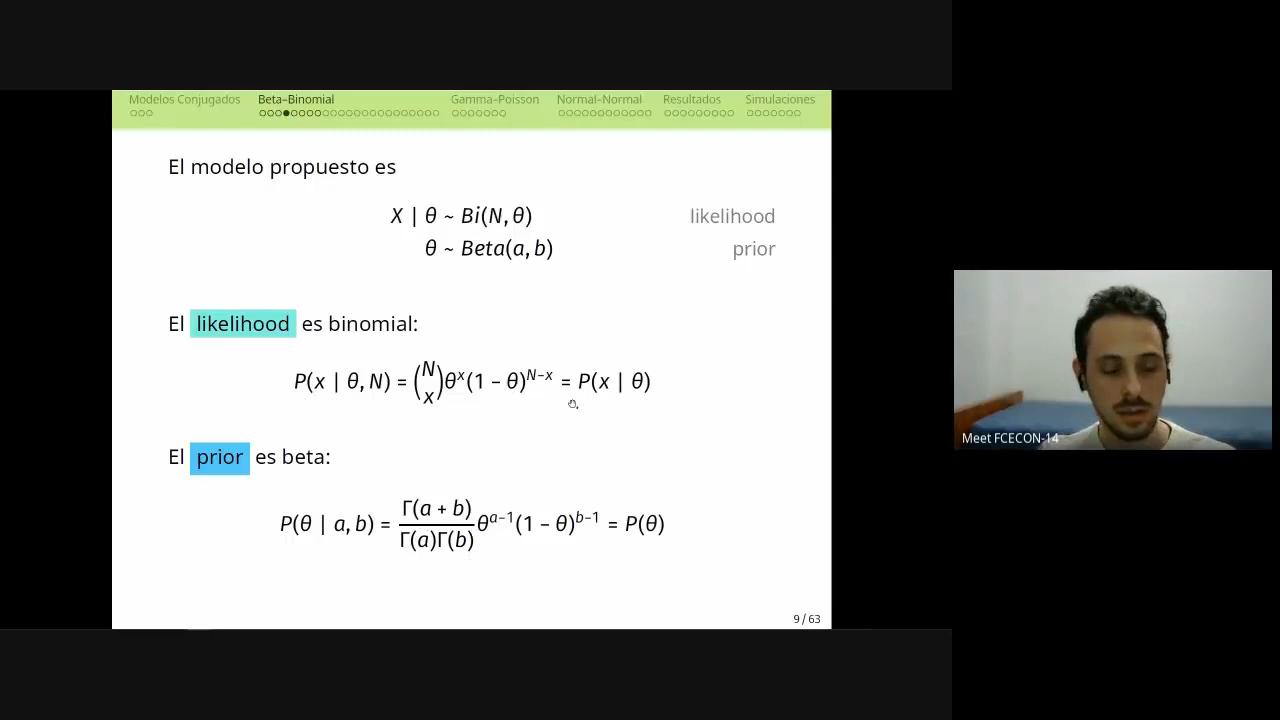 Modelos Conjugados Beta–Binomial Gamma–Poisson Normal–Normal Resultados Simulaciones
El modelo propuesto es
X | θ ~ Bi(N, θ) likelihood
θ ~ Beta(a, b) prior
El likelihood es binomial:
P(x | θ, N) = (N x)θ^x(1 − θ)^{N−x} = P(x | θ)
El prior es beta:
P(θ | a, b) = Γ(a + b) / Γ(a)Γ(b) θ^{a−1}(1 − θ)^{b−1} = P(θ)
9 / 63
Meet FCECON-14